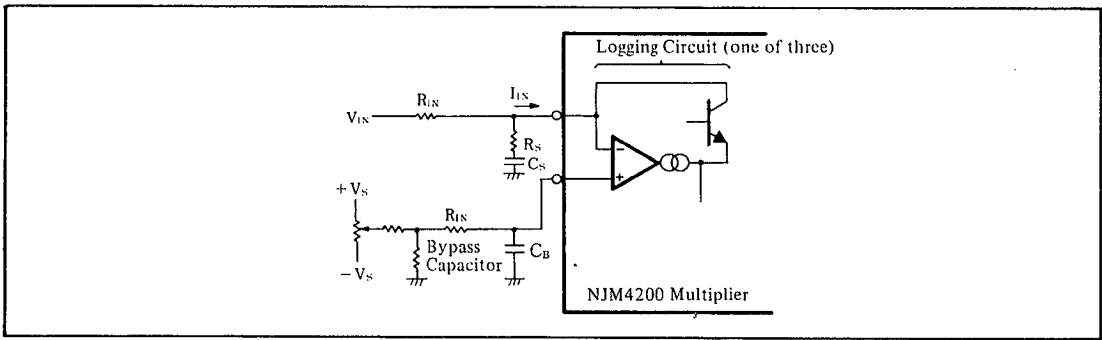 Logging Circuit (one of three)
RIN
IIN
VIN
RS
CS
+VS
RIN
Bypass
Capacitor
CB
−VS
−
+
NJM4200 Multiplier